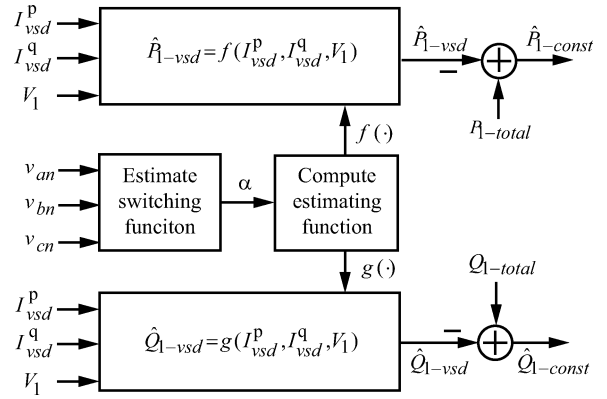 I^p_vsd
I^q_vsd
V_1
P̂_1−vsd = f(I^p_vsd, I^q_vsd, V_1)
P̂_1−vsd
−
+
P̂_1−const
P_1−total
f(·)
v_an
v_bn
v_cn
Estimate
switching
funciton
α
Compute
estimating
function
g(·)
Q_1−total
I^p_vsd
I^q_vsd
V_1
Q̂_1−vsd = g(I^p_vsd, I^q_vsd, V_1)
−
+
Q̂_1−vsd
Q̂_1−const